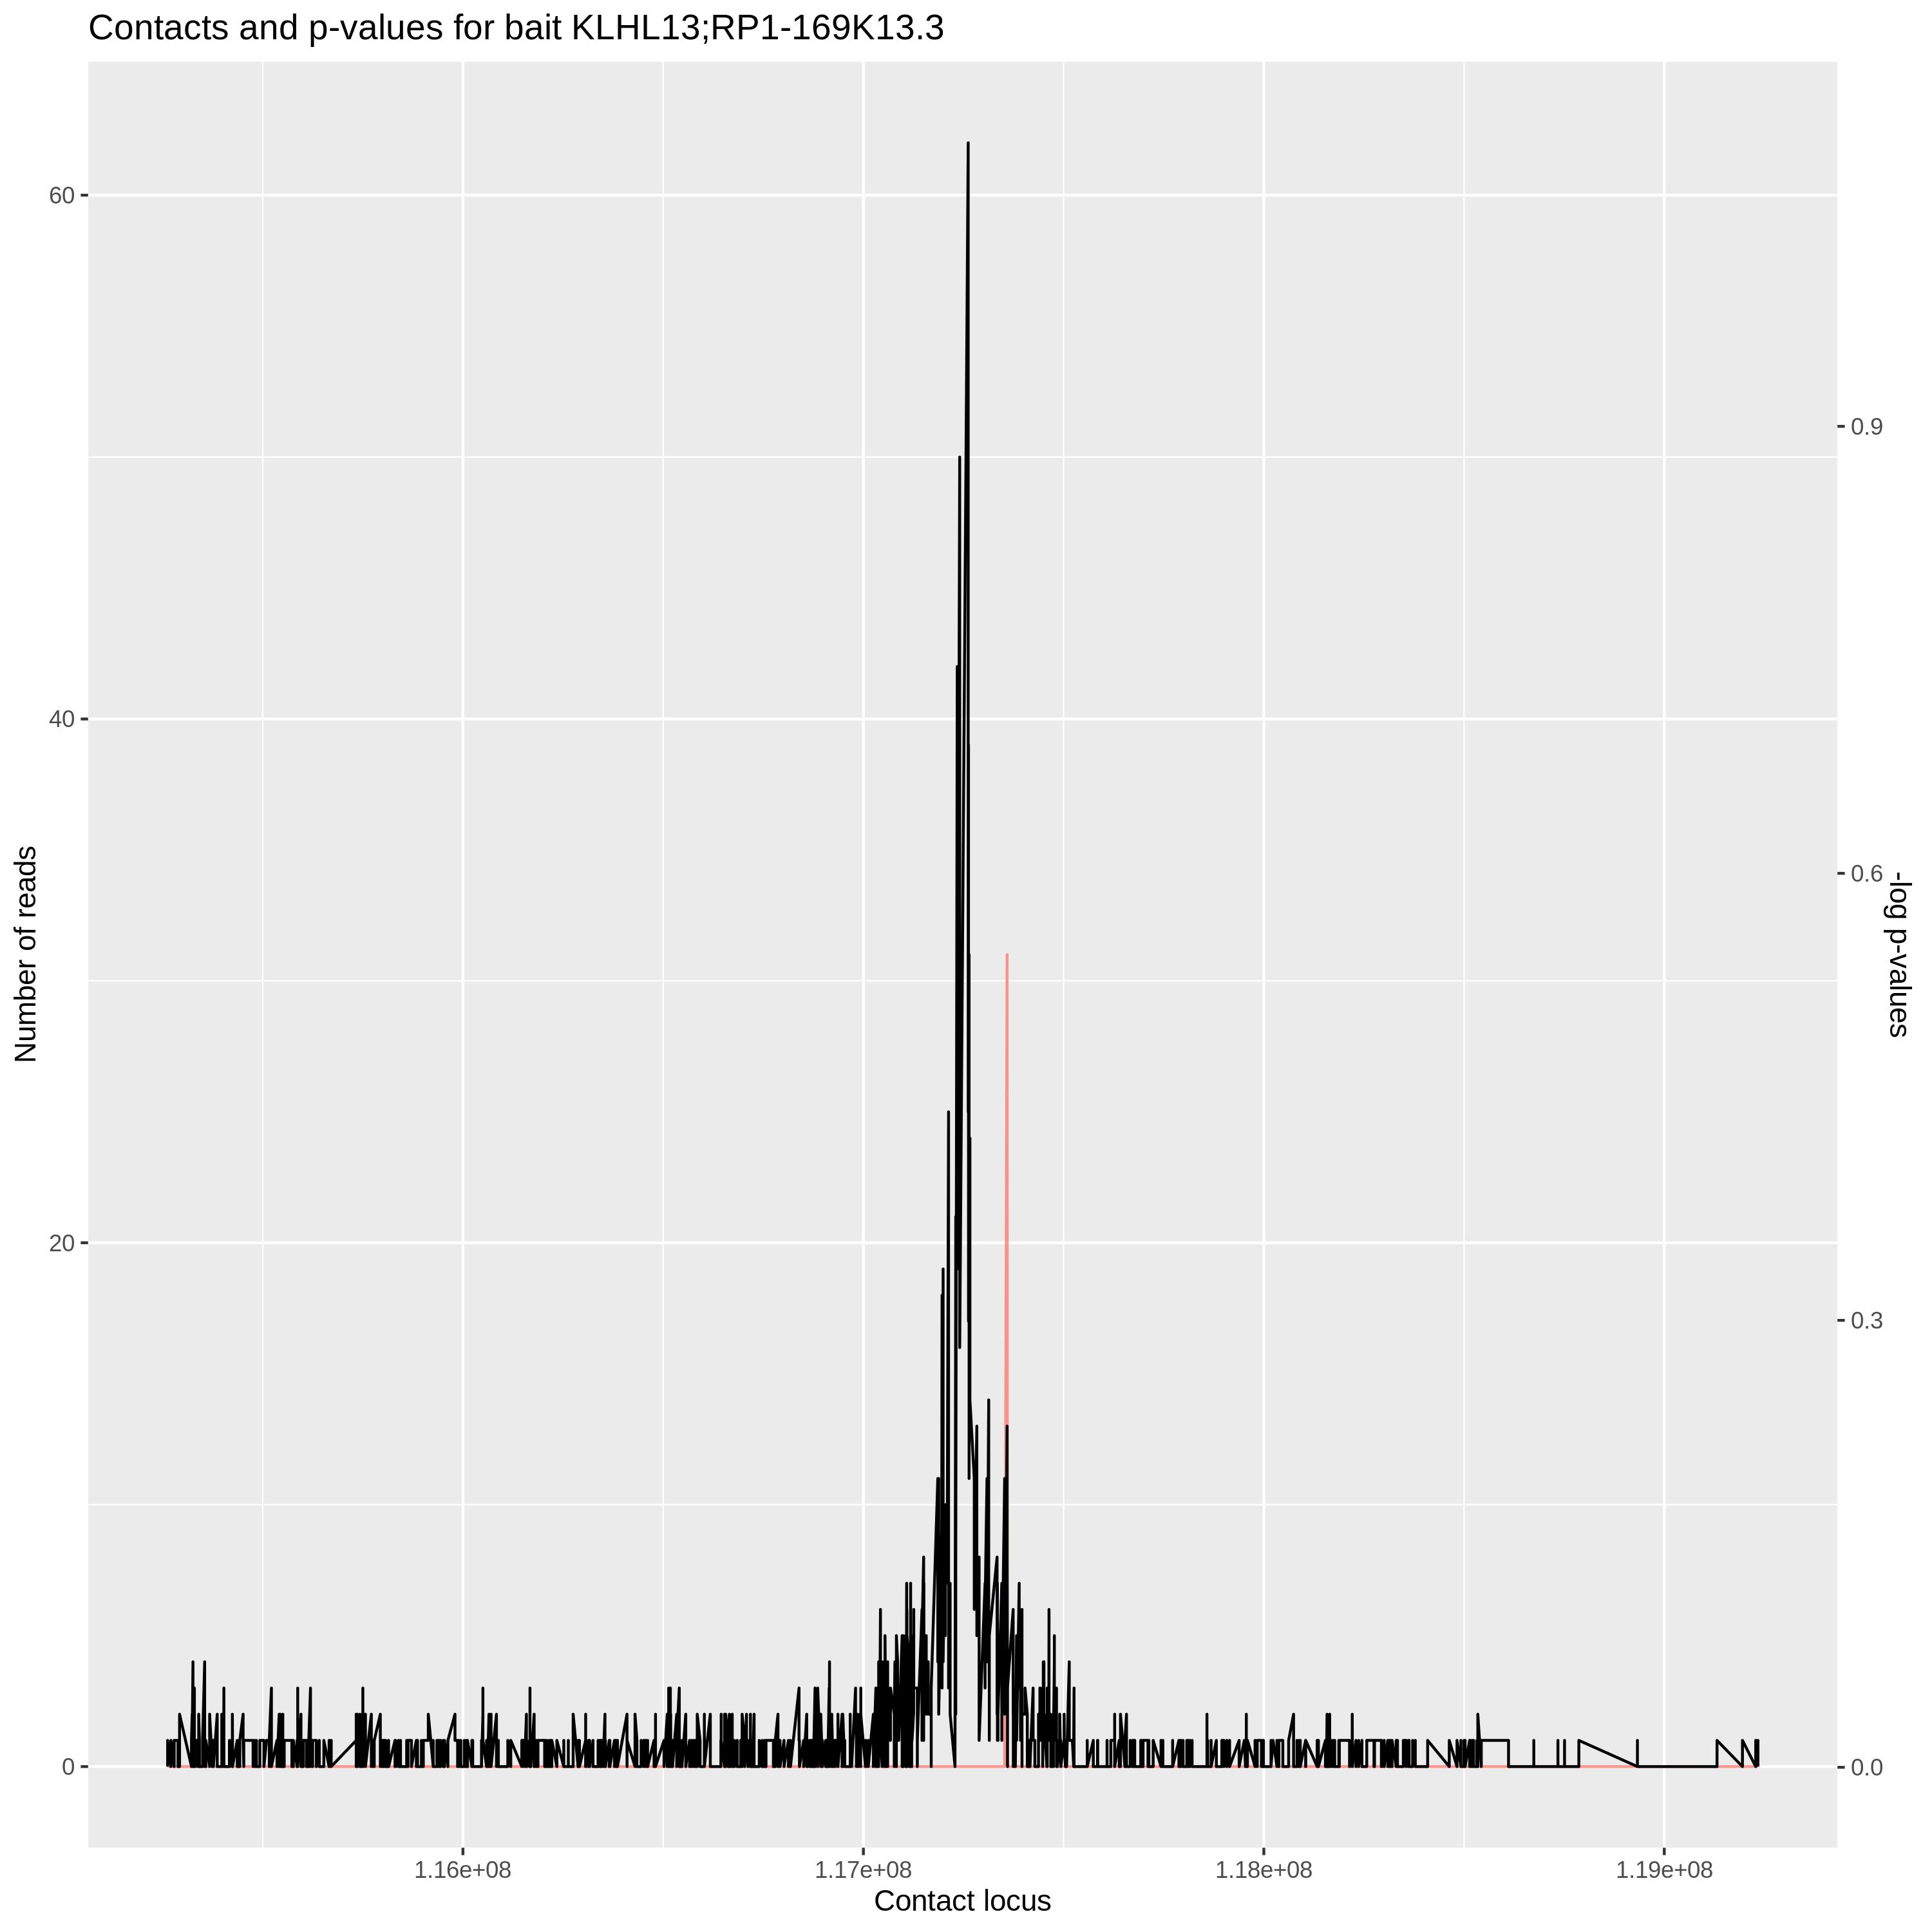 Contacts and p-values for bait KLHL13;RP1-169K13.3
60
40
20
0
Number of reads
0.9
0.6
0.3
0.0
-log p-values
1.16e+08
1.17e+08
1.18e+08
1.19e+08
Contact locus